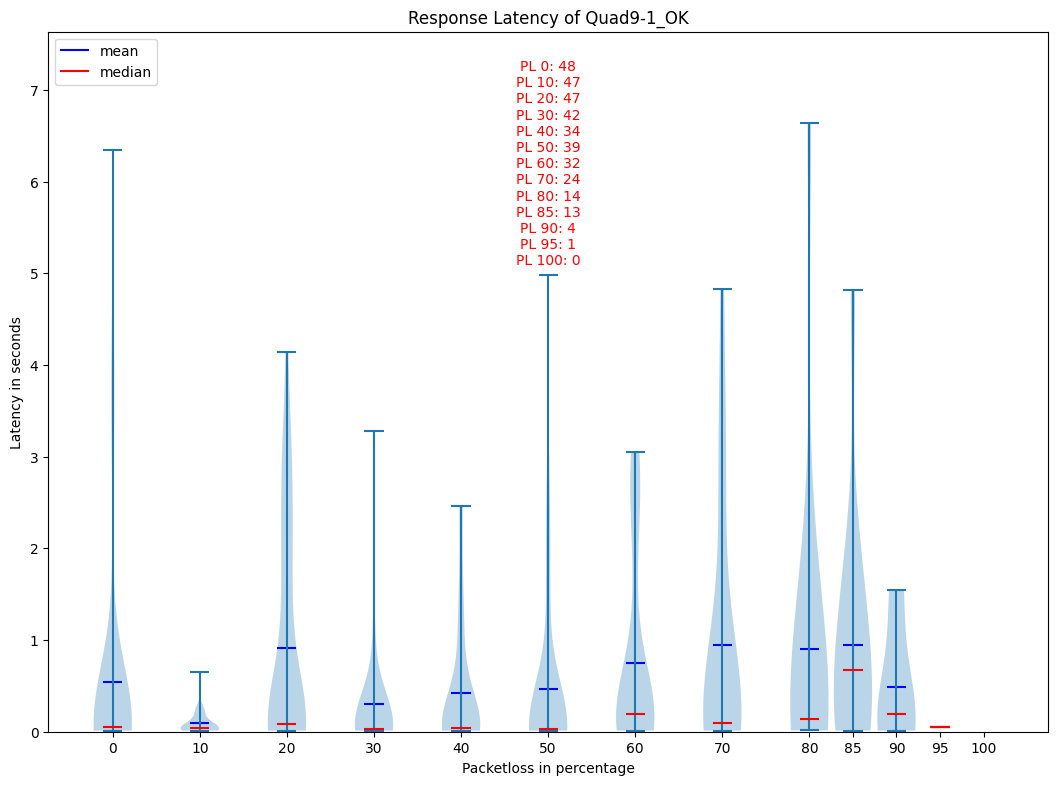 Response Latency of Quad9-1_OK
mean
median
PL 0: 48
PL 10: 47
PL 20: 47
PL 30: 42
PL 40: 34
PL 50: 39
PL 60: 32
PL 70: 24
PL 80: 14
PL 85: 13
PL 90: 4
PL 95: 1
PL 100: 0
Latency in seconds
7
6
5
4
3
2
1
0
0 10 20 30 40 50 60 70 80 85 90 95 100
Packetloss in percentage